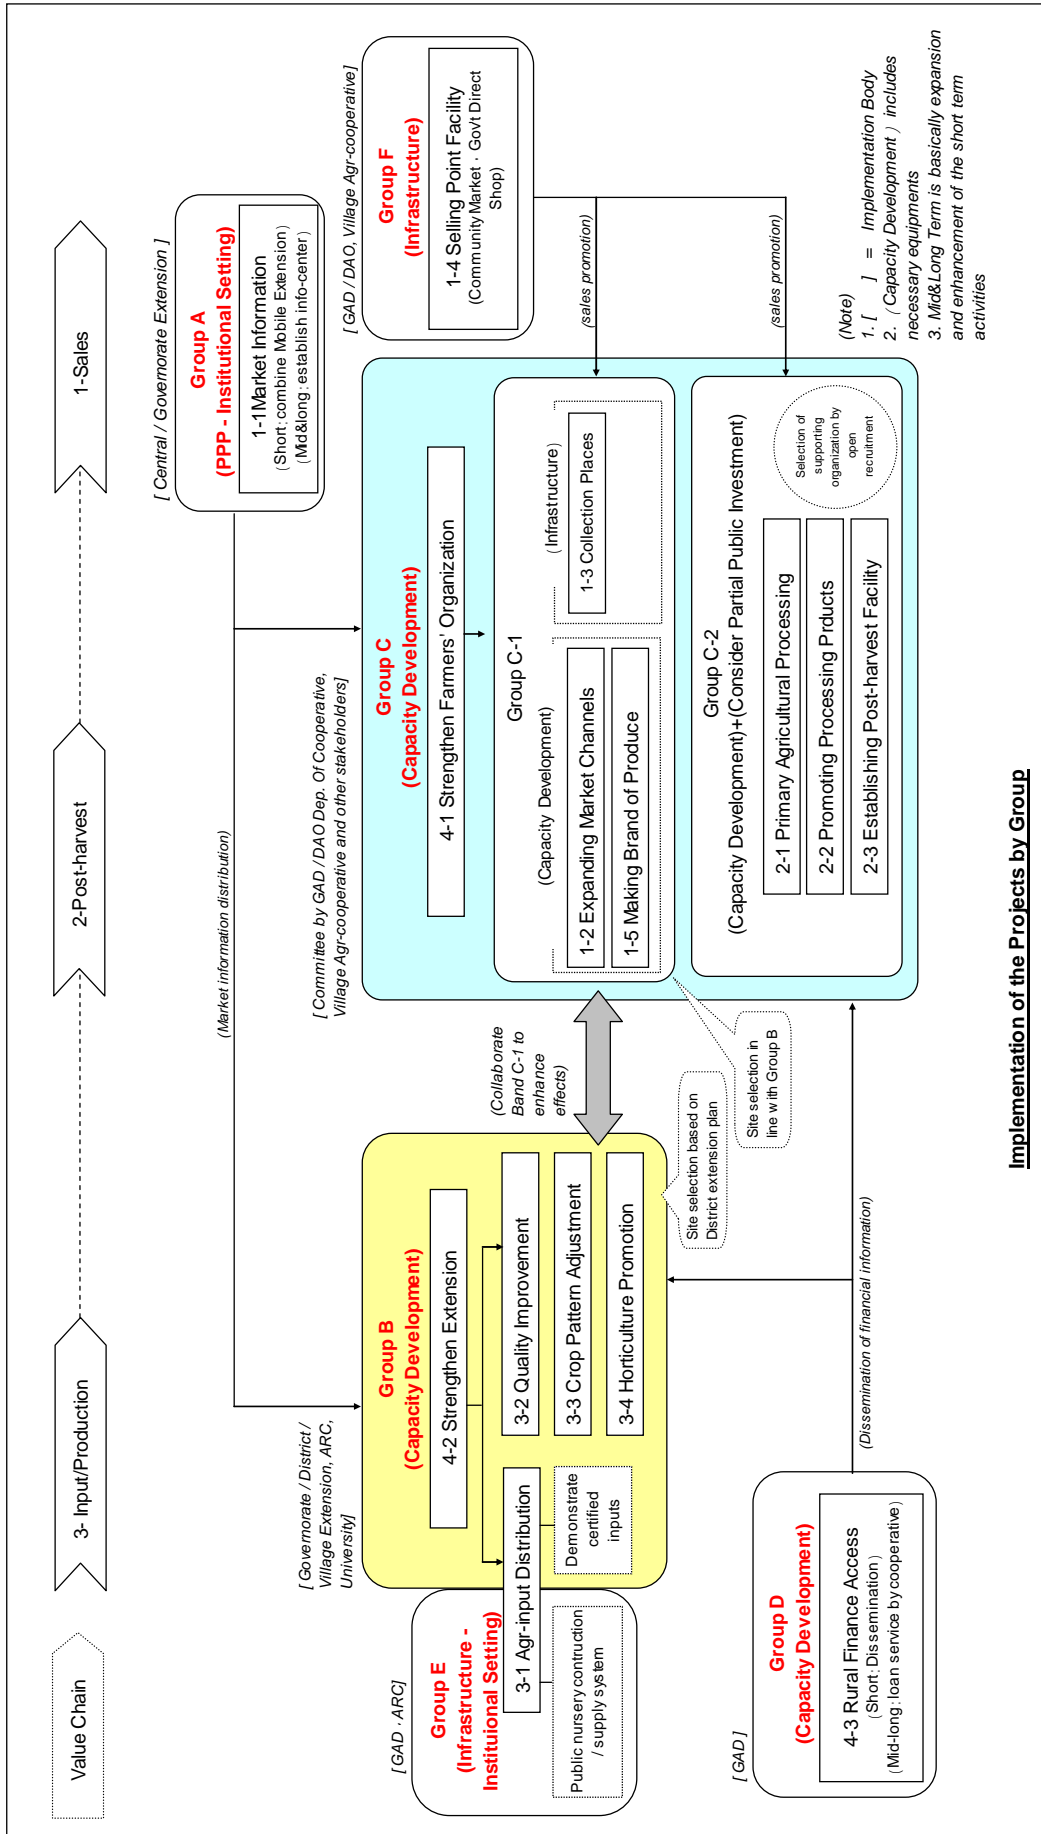 Value Chain
3- Input/Production
2-Post-harvest
1-Sales
[ Central / Governorate Extension ]
Group A
(PPP - Institutional Setting)
1-1Market Information
(Short; combine Mobile Extension)
(Mid&long; establish info-center)
(Market information distribution)
[ GAD / DAO, Village Agr-cooperative]
Group F
(Infrastructure)
1-4 Selling Point Facility
(Community Market・Gov't Direct
Shop)
(sales promotion)
(sales promotion)
[ Governorate / District /
Village Extension, ARC,
University]
Group B
(Capacity Development)
4-2 Strengthen Extension
3-2 Quality Improvement
3-3 Crop Pattern Adjustment
3-4 Horticulture Promotion
Demonstrate
certified
inputs
Site selection based on
District extension plan
[GAD・ARC]
Group E
(Infrastructure -
Instituional Setting)
3-1 Agr-input Distribution
Public nursery contruction
/ supply system
(Collaborate
Band C-1 to
enhance
effects)
[ Committee by GAD / DAO Dep. Of Cooperative,
Village Agr-cooperative and other stakeholders]
Group C
(Capacity Development)
4-1 Strengthen Farmers' Organization
Group C-1
(Capacity Development)
1-2 Expanding Market Channels
1-5 Making Brand of Produce
(Infrastructure)
1-3 Collection Places
Site selection in
line with Group B
Group C-2
(Capacity Development)+(Consider Partial Public Investment)
2-1 Primary Agricultural Processing
2-2 Promoting Processing Prducts
2-3 Establishing Post-harvest Facility
Selection of
supporting
organization by
open
recruitment
[ GAD ]
Group D
(Capacity Development)
4-3 Rural Finance Access
(Short; Dissemination)
(Mid-long; loan service by cooperative)
(Dissemination of financial information)
(Note)
1. [ ] = Implementation Body
2. (Capacity Development) includes
necessary equipments
3. Mid&Long Term is basically expansion
and enhancement of the short term
activities
Implementation of the Projects by Group